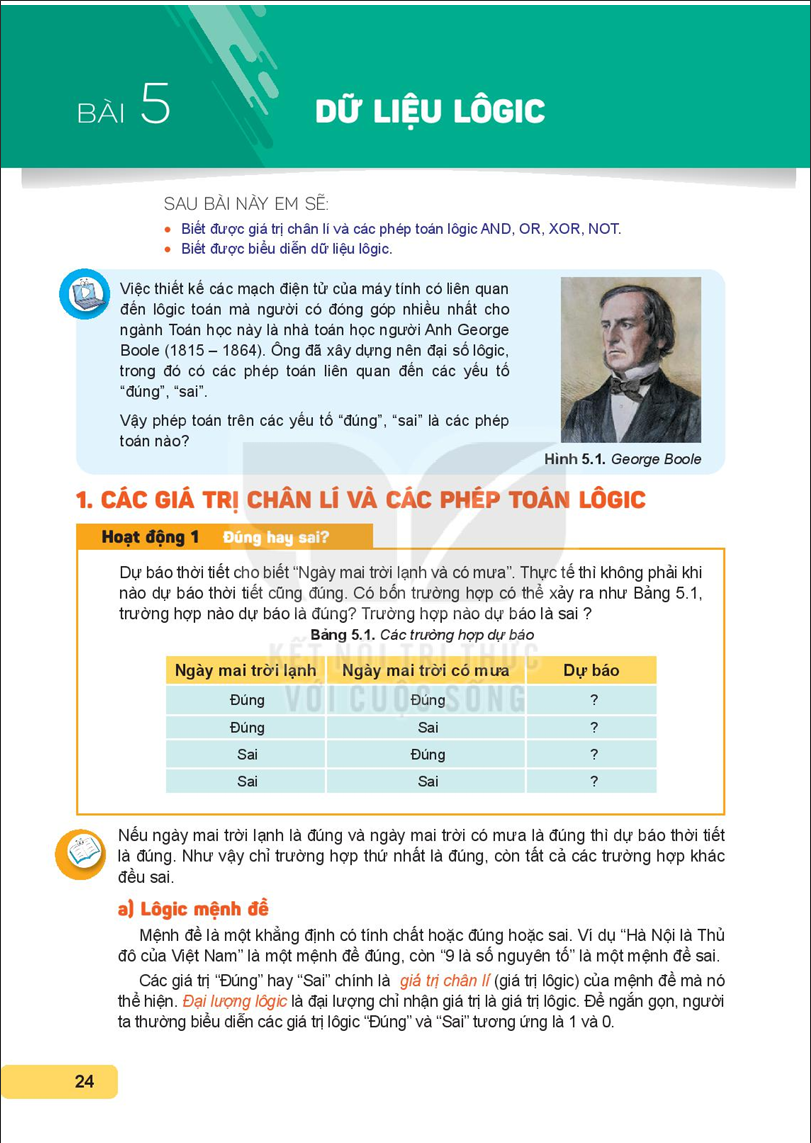 BÀI 5
DỮ LIỆU LÔGIC
SAU BÀI NÀY EM SẼ:
• Biết được giá trị chân lí và các phép toán lôgic AND, OR, XOR, NOT.
• Biết được biểu diễn dữ liệu lôgic.
Việc thiết kế các mạch điện tử của máy tính có liên quan
đến lôgic toán mà người có đóng góp nhiều nhất cho
ngành Toán học này là nhà toán học người Anh George
Boole (1815 – 1864). Ông đã xây dựng nên đại số lôgic,
trong đó có các phép toán liên quan đến các yếu tố
“đúng”, “sai”.
Vậy phép toán trên các yếu tố “đúng”, “sai” là các phép
toán nào?
Hình 5.1. George Boole
1. CÁC GIÁ TRỊ CHÂN LÍ VÀ CÁC PHÉP TOÁN LÔGIC
Hoạt động 1 Đúng hay sai?
Dự báo thời tiết cho biết “Ngày mai trời lạnh và có mưa”. Thực tế thì không phải khi
nào dự báo thời tiết cũng đúng. Có bốn trường hợp có thể xảy ra như Bảng 5.1,
trường hợp nào dự báo là đúng? Trường hợp nào dự báo là sai ?
Bảng 5.1. Các trường hợp dự báo
KẾT NỐI TRI THỨC
VỚI CUỘC SỐNG
Ngày mai trời lạnh Ngày mai trời có mưa Dự báo
Đúng Đúng ?
Đúng Sai ?
Sai Đúng ?
Sai Sai ?
Nếu ngày mai trời lạnh là đúng và ngày mai trời có mưa là đúng thì dự báo thời tiết
là đúng. Như vậy chỉ trường hợp thứ nhất là đúng, còn tất cả các trường hợp khác
đều sai.
a) Lôgic mệnh đề
Mệnh đề là một khẳng định có tính chất hoặc đúng hoặc sai. Ví dụ “Hà Nội là Thủ
đô của Việt Nam” là một mệnh đề đúng, còn “9 là số nguyên tố” là một mệnh đề sai.
Các giá trị “Đúng” hay “Sai” chính là giá trị chân lí (giá trị lôgic) của mệnh đề mà nó
thể hiện. Đại lượng lôgic là đại lượng chỉ nhận giá trị là giá trị lôgic. Để ngắn gọn, người
ta thường biểu diễn các giá trị lôgic “Đúng” và “Sai” tương ứng là 1 và 0.
24